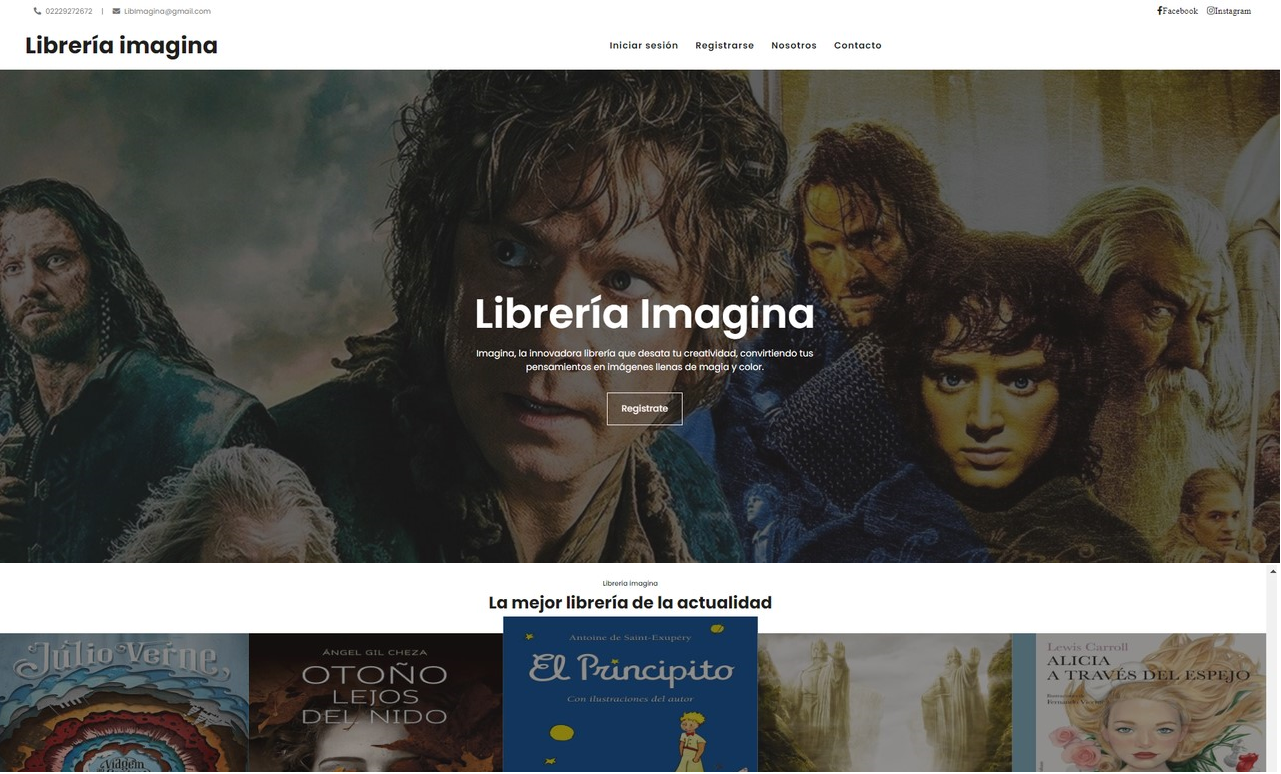 02229272672 | Libimagina@gmail.com
Facebook Instagram
Librería imagina
Iniciar sesión Registrarse Nosotros Contacto
Librería Imagina
Imagina, la innovadora librería que desata tu creatividad, convirtiendo tus
pensamientos en imágenes llenas de magia y color.
Registrate
Librería imagina
La mejor librería de la actualidad
Julio Verne,
Viagem
ÁNGEL GIL CHEZA
OTOÑO
LEJOS
DEL NIDO
Antoine de Saint-Exupéry
El Principito
Con ilustraciones del autor
Lewis Carroll
ALICIA
A TRAVÉS DEL ESPEJO
Fernando